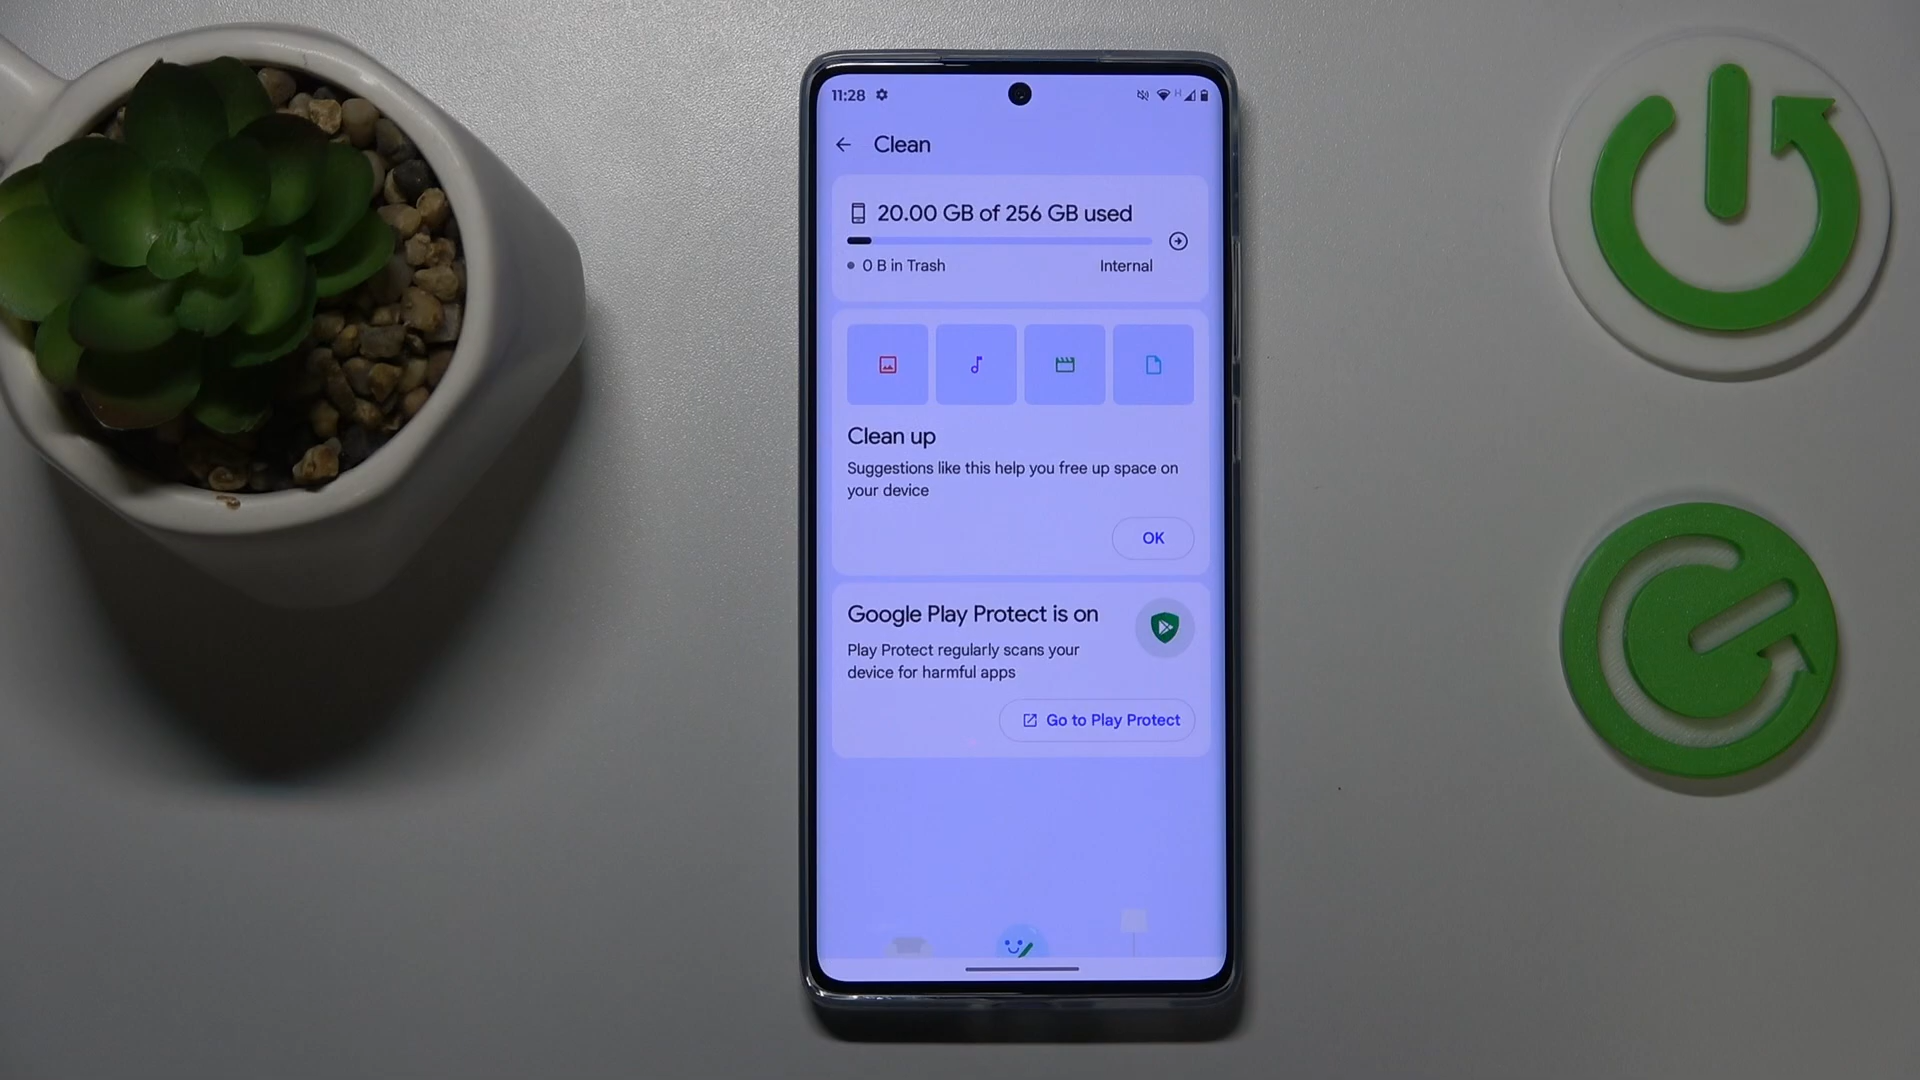 11:28
H
Clean
20.00 GB of 256 GB used
0 B in Trash
Internal
Clean up
Suggestions like this help you free up space on
your device
OK
Google Play Protect is on
Play Protect regularly scans your
device for harmful apps
Go to Play Protect